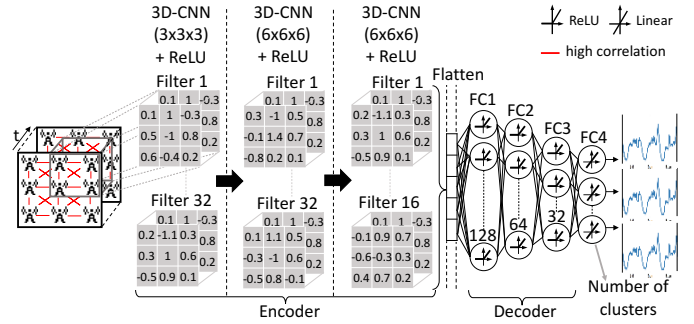 3D-CNN
(3x3x3)
+ ReLU
3D-CNN
(6x6x6)
+ ReLU
3D-CNN
(6x6x6)
+ ReLU
ReLU
Linear
high correlation
t
Filter 1
0.1 1 -0.3
0.1 1 -0.3 0.8
0.5 -1 0.8 0.2
0.6 -0.4 0.2
Filter 32
0.1 1 -0.3
0.2 -1.1 0.3 0.8
0.3 1 0.6 0.2
-0.5 0.9 0.1
Filter 1
0.1 1 -0.3
0.3 -1 0.5 0.8
-0.1 1.4 0.7 0.2
-0.8 0.2 0.1
Filter 32
0.1 1 -0.3
0.1 1.1 0.5 0.8
-0.3 -1 0.6 0.2
-0.5 0.8 -0.1
Filter 1
0.1 1 -0.3
0.2 -1.1 0.3 0.8
0.3 1 0.6 0.2
-0.5 0.9 0.1
Filter 16
0.1 1 -0.3
-0.1 0.9 0.7 0.8
-0.6 -0.3 0.3 0.2
0.4 0.7 0.2
Flatten
FC1
FC2
FC3
FC4
128
64
32
Encoder
Decoder
Number of
clusters